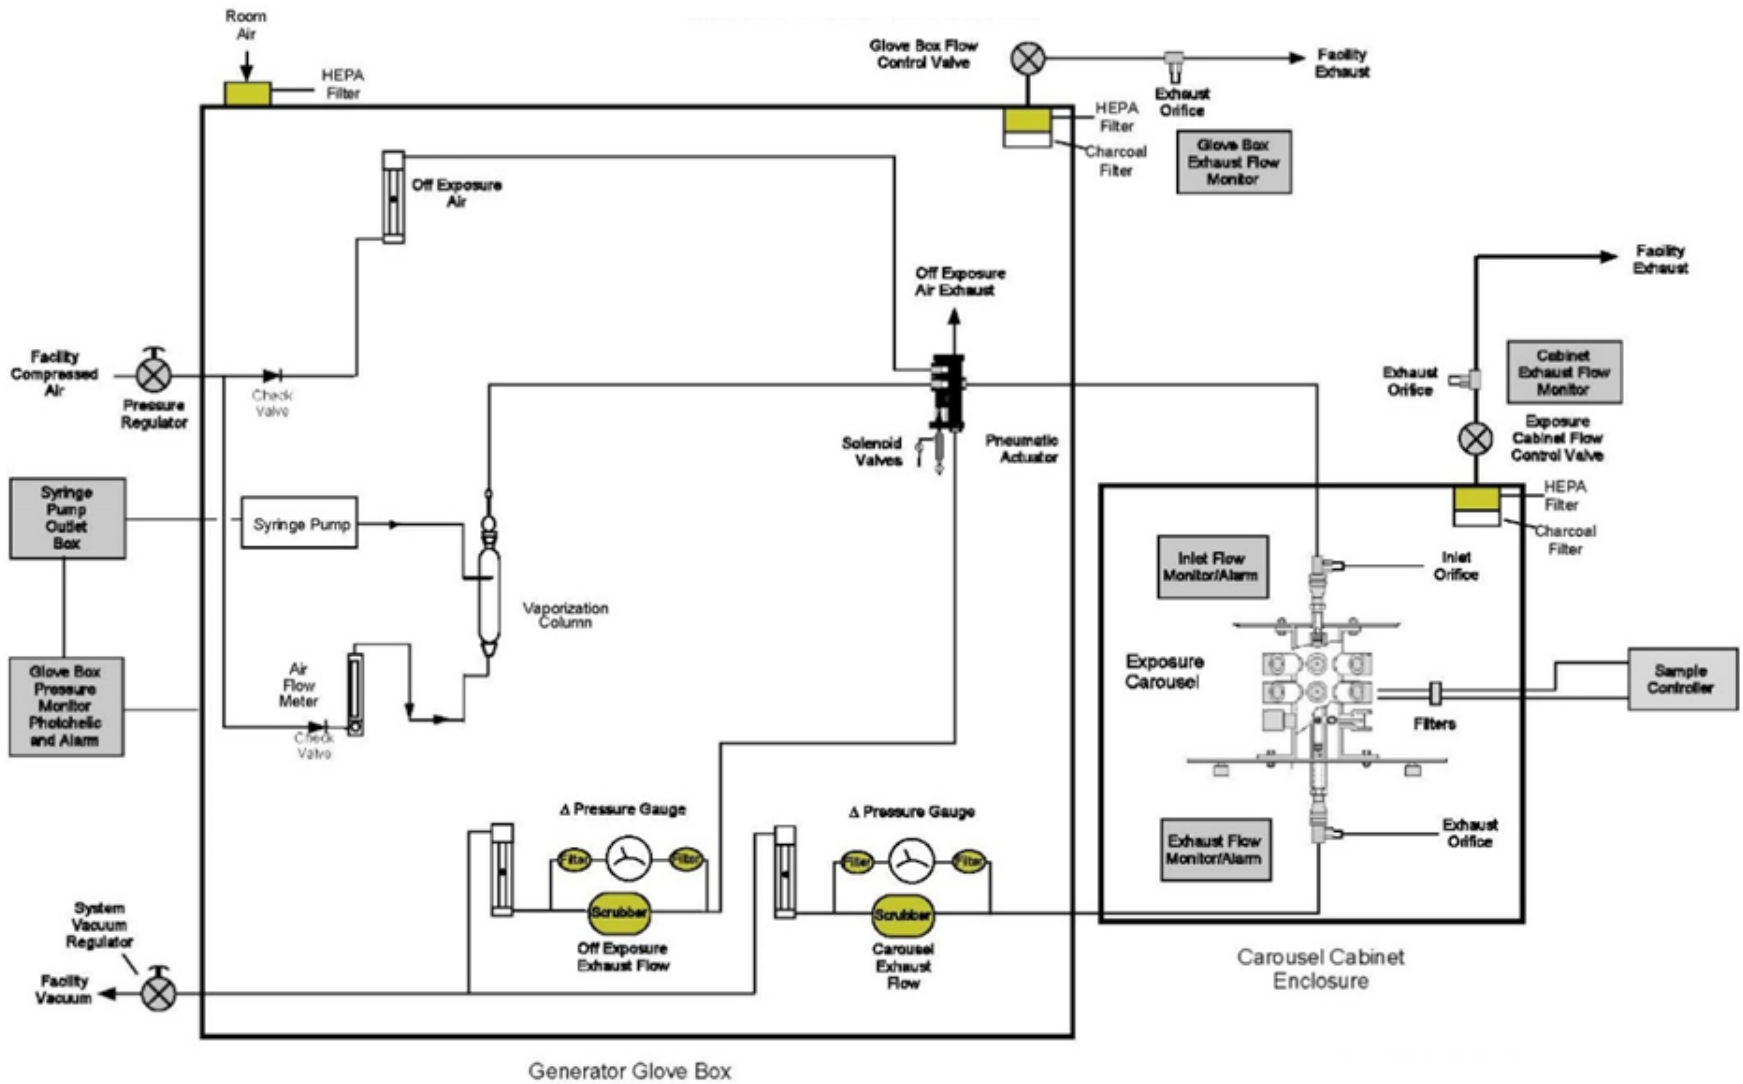 Room
Air
HEPA
Filter
Glove Box Flow
Control Valve
Facility
Exhaust
Exhaust
Orifice
HEPA
Filter
Charcoal
Filter
Glove Box
Exhaust Flow
Monitor
Off Exposure
Air
Off Exposure
Air Exhaust
Facility
Exhaust
Facility
Compressed
Air
Pressure
Regulator
Check
Valve
Exhaust
Orifice
Cabinet
Exhaust Flow
Monitor
Exposure
Cabinet Flow
Control Valve
Solenoid
Valves
Pneumatic
Actuator
Syringe
Pump
Outlet
Box
Syringe Pump
HEPA
Filter
Charcoal
Filter
Inlet Flow
Monitor/Alarm
Inlet
Orifice
Vaporization
Column
Glove Box
Pressure
Monitor
Photohelic
and Alarm
Air
Flow
Meter
Check
Valve
Exposure
Carousel
Sample
Controller
Filters
Δ Pressure Gauge
Filter
Filter
Scrubber
Off Exposure
Exhaust Flow
Δ Pressure Gauge
Filter
Filter
Scrubber
Carousel
Exhaust
Flow
Exhaust Flow
Monitor/Alarm
Exhaust
Orifice
System
Vacuum
Regulator
Facility
Vacuum
Carousel Cabinet
Enclosure
Generator Glove Box